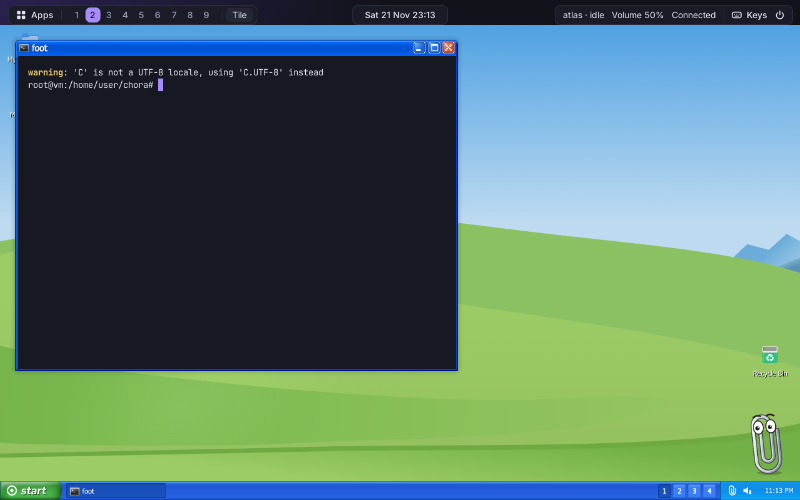 Apps 1 2 3 4 5 6 7 8 9 Tile
Sat 21 Nov 23:13
atlas · idle Volume 50% Connected Keys
foot
warning: 'C' is not a UTF-8 locale, using 'C.UTF-8' instead
root@vm:/home/user/chora#
Recycle Bin
start
foot
1 2 3 4
11:13 PM